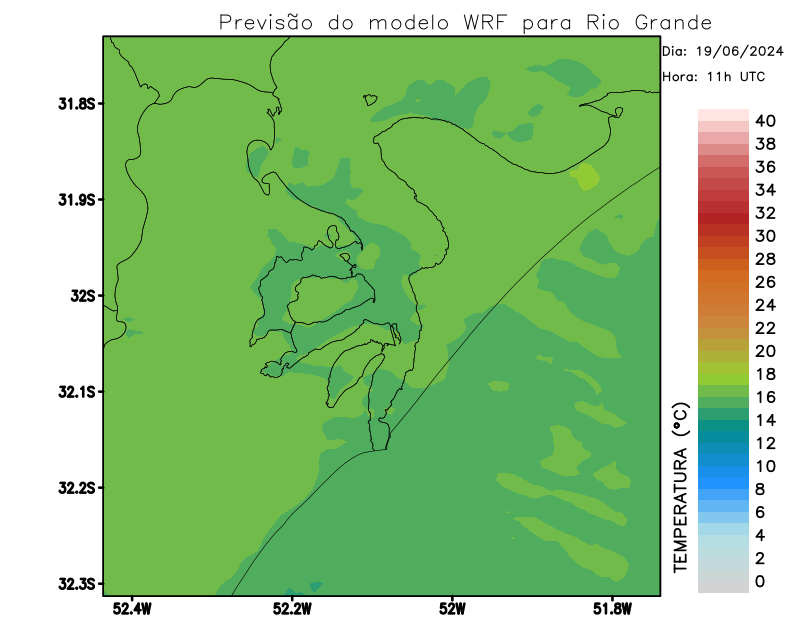 Previsão do modelo WRF para Rio Grande
Dia: 19/06/2024
Hora: 11h UTC
31.8S
31.9S
32S
32.1S
32.2S
32.3S
52.4W
52.2W
52W
51.8W
TEMPERATURA (°C)
40
38
36
34
32
30
28
26
24
22
20
18
16
14
12
10
8
6
4
2
0